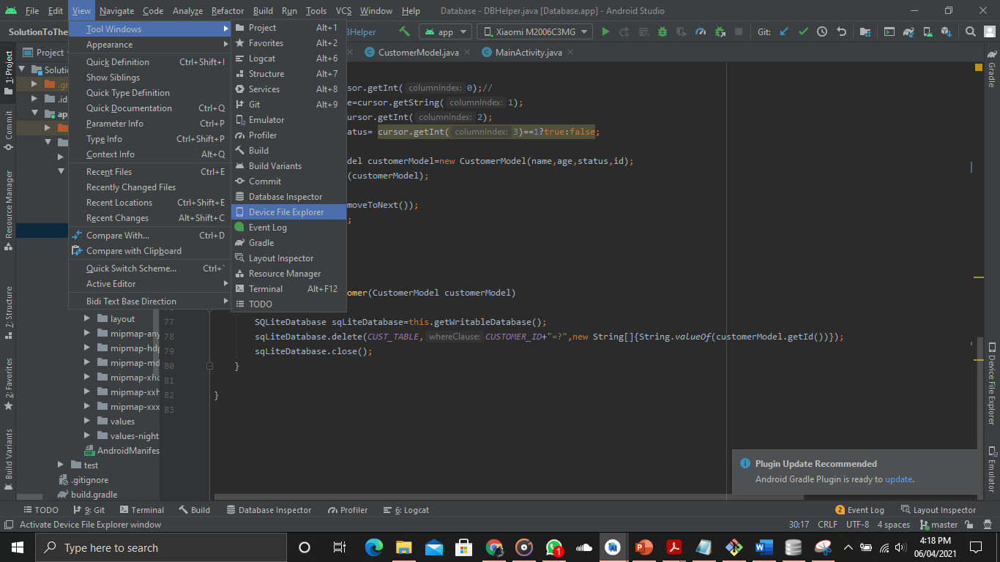 File Edit View Navigate Code Analyze Refactor Build Run Tools VCS Window Help Database - DBHelper.java [Database.app] - Android Studio
SolutionToThe
BHelper
app
Xiaomi M2006C3MG
Git:
Project
CustomerModel.java
MainActivity.java
Tool Windows
Appearance
Quick Definition Ctrl+Shift+I
Show Siblings
Quick Type Definition
Quick Documentation Ctrl+Q
Parameter Info Ctrl+P
Type Info Ctrl+Shift+P
Context Info Alt+Q
Recent Files Ctrl+E
Recently Changed Files
Recent Locations Ctrl+Shift+E
Recent Changes Alt+Shift+C
Compare With... Ctrl+D
Compare with Clipboard
Quick Switch Scheme... Ctrl+`
Active Editor
Bidi Text Base Direction
Project Alt+1
Favorites Alt+2
Logcat Alt+6
Structure Alt+7
Services Alt+8
Git Alt+9
Emulator
Profiler
Build
Build Variants
Commit
Database Inspector
Device File Explorer
Event Log
Gradle
Layout Inspector
Resource Manager
Terminal Alt+F12
TODO
1: Project
Commit
Resource Manager
7: Structure
2: Favorites
Build Variants
Solutio
.gr
.id
app
layout
mipmap-any
mipmap-hdp
mipmap-md
mipmap-xhd
mipmap-xxh
mipmap-xxx
values
values-night
AndroidManifes
test
.gitignore
build.gradle
rsor.getInt( columnIndex: 0);//
e=cursor.getString( columnIndex: 1);
cursor.getInt( columnIndex: 2);
atus= cursor.getInt( columnIndex: 3)==1?true:false;
del customerModel=new CustomerModel(name,age,status,id);
(customerModel);
moveToNext());
;
omer(CustomerModel customerModel)
77 SQLiteDatabase sqLiteDatabase=this.getWritableDatabase();
78 sqLiteDatabase.delete(CUST_TABLE, whereClause: CUSTOMER_ID+"=?",new String[]{String.valueOf(customerModel.getId())});
79 sqLiteDatabase.close();
80 }
81
82 }
83
Gradle
Device File Explorer
Emulator
Plugin Update Recommended
Android Gradle Plugin is ready to update.
TODO 9: Git Terminal Build Database Inspector Profiler 6: Logcat 2 Event Log Layout Inspector
Activate Device File Explorer window 30:17 CRLF UTF-8 4 spaces master
Type here to search
1
4:18 PM
06/04/2021